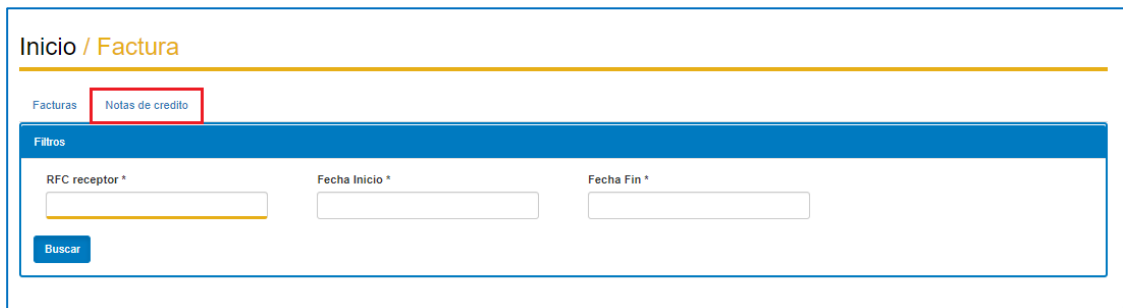 Inicio / Factura
Facturas Notas de credito
Filtros
RFC receptor * Fecha Inicio * Fecha Fin *
Buscar